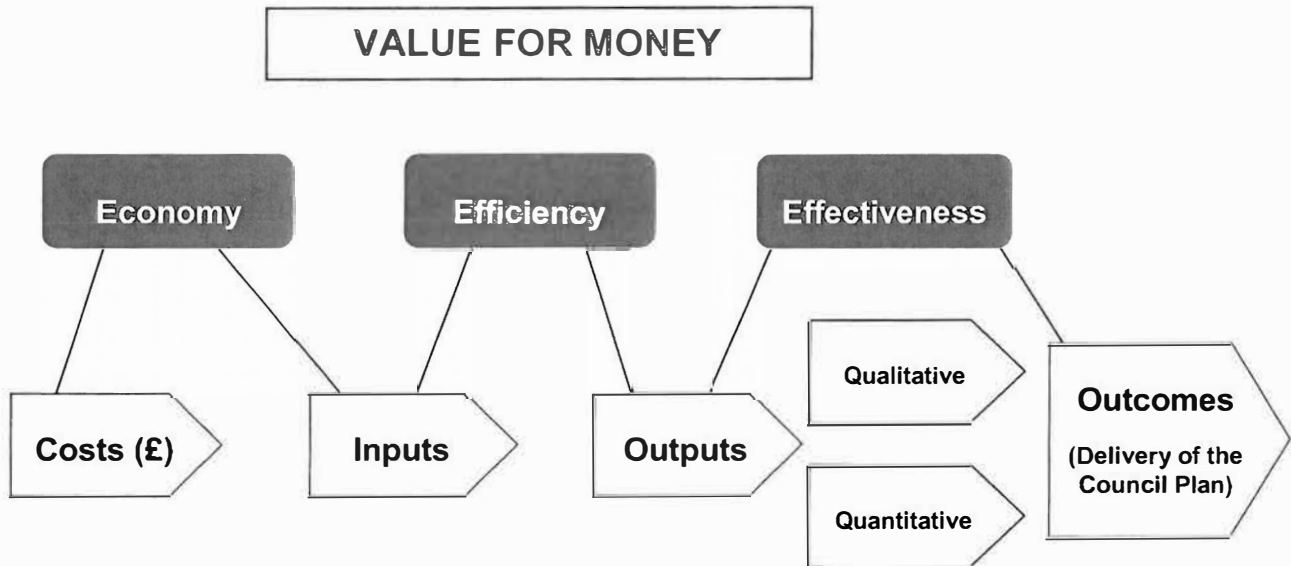 VALUE FOR MONEY
Economy
Efficiency
Effectiveness
Costs (£)
Inputs
Outputs
Qualitative
Quantitative
Outcomes
(Delivery of the
Council Plan)